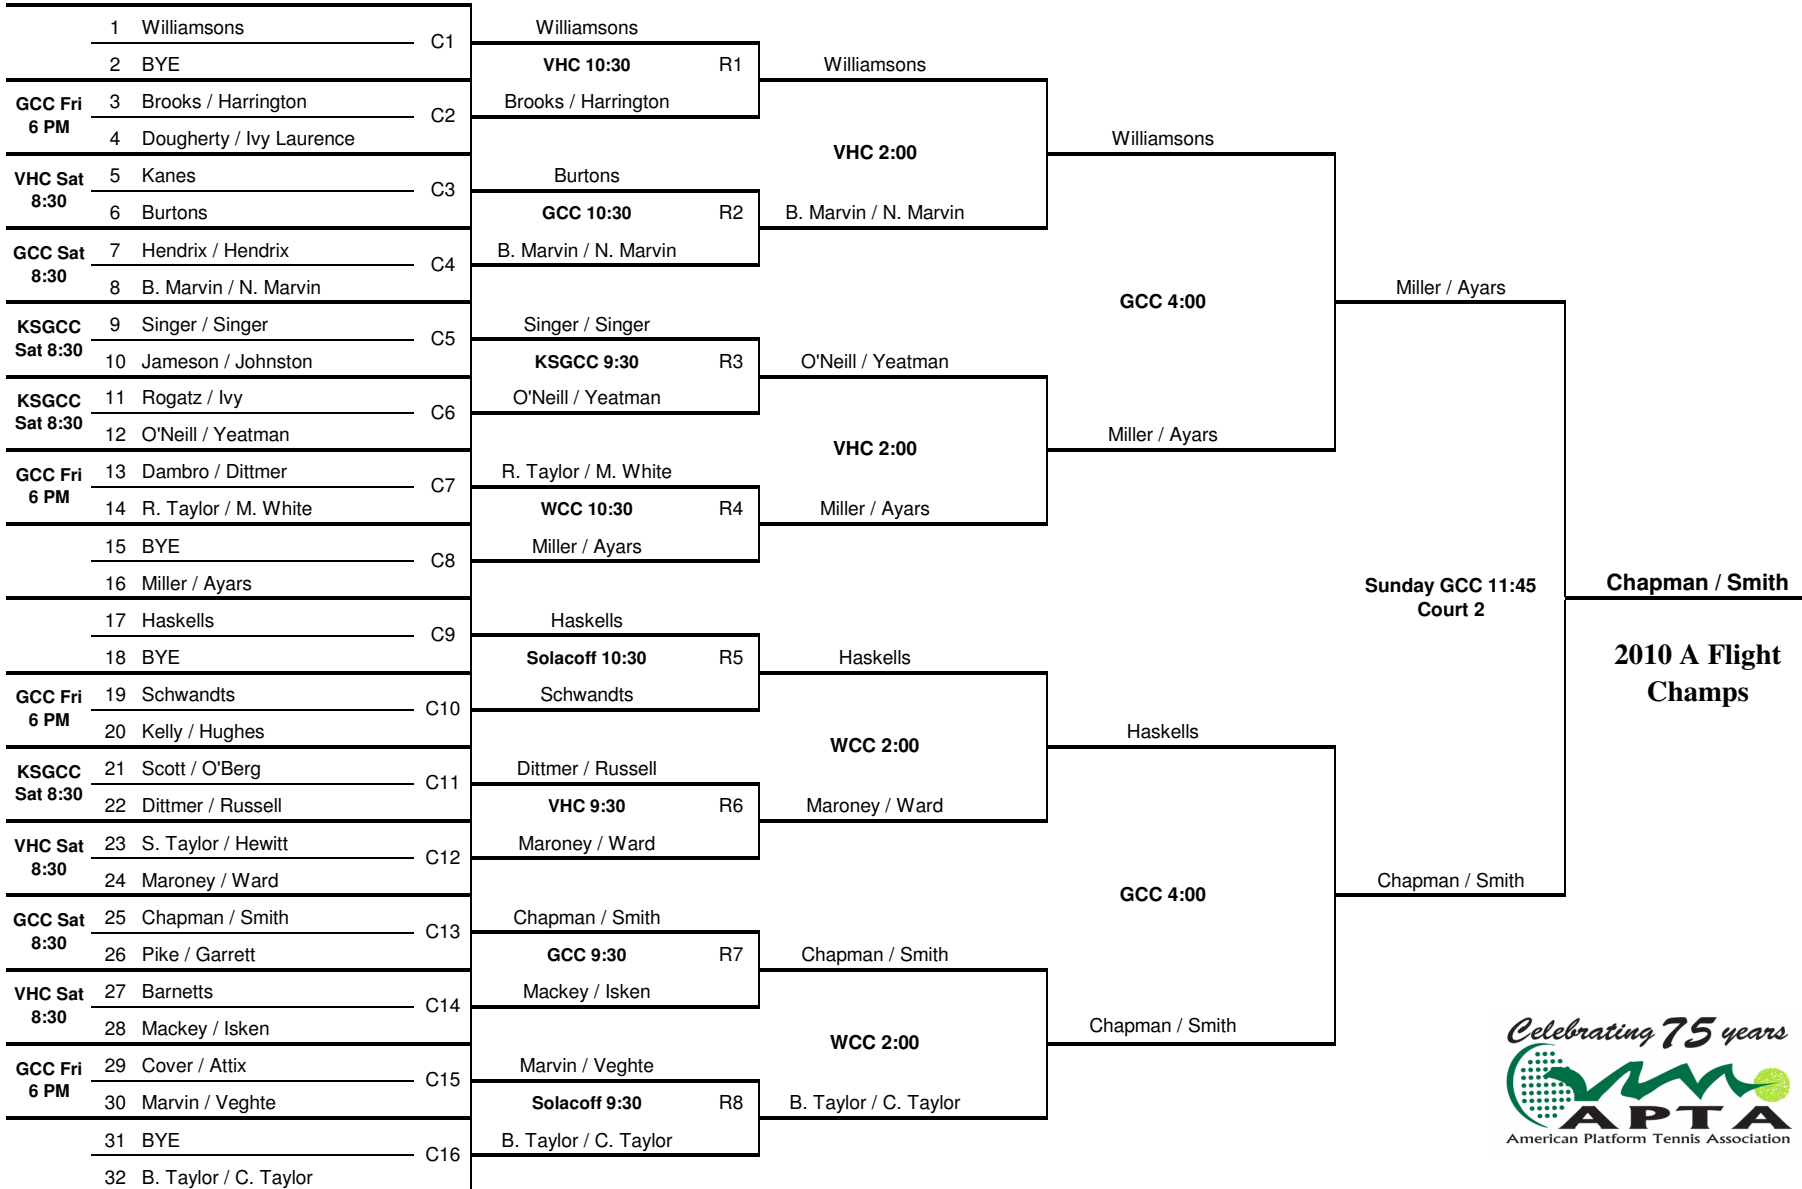 1 Williamsons
C1
2 BYE
GCC Fri
6 PM
3 Brooks / Harrington
C2
4 Dougherty / Ivy Laurence
VHC Sat
8:30
5 Kanes
C3
6 Burtons
GCC Sat
8:30
7 Hendrix / Hendrix
C4
8 B. Marvin / N. Marvin
KSGCC
Sat 8:30
9 Singer / Singer
C5
10 Jameson / Johnston
KSGCC
Sat 8:30
11 Rogatz / Ivy
C6
12 O'Neill / Yeatman
GCC Fri
6 PM
13 Dambro / Dittmer
C7
14 R. Taylor / M. White
15 BYE
C8
16 Miller / Ayars
17 Haskells
C9
18 BYE
GCC Fri
6 PM
19 Schwandts
C10
20 Kelly / Hughes
KSGCC
Sat 8:30
21 Scott / O'Berg
C11
22 Dittmer / Russell
VHC Sat
8:30
23 S. Taylor / Hewitt
C12
24 Maroney / Ward
GCC Sat
8:30
25 Chapman / Smith
C13
26 Pike / Garrett
VHC Sat
8:30
27 Barnetts
C14
28 Mackey / Isken
GCC Fri
6 PM
29 Cover / Attix
C15
30 Marvin / Veghte
31 BYE
C16
32 B. Taylor / C. Taylor
Williamsons
VHC 10:30 R1
Brooks / Harrington
Burtons
GCC 10:30 R2
B. Marvin / N. Marvin
Singer / Singer
KSGCC 9:30 R3
O'Neill / Yeatman
R. Taylor / M. White
WCC 10:30 R4
Miller / Ayars
Haskells
Solacoff 10:30 R5
Schwandts
Dittmer / Russell
VHC 9:30 R6
Maroney / Ward
Chapman / Smith
GCC 9:30 R7
Mackey / Isken
Marvin / Veghte
Solacoff 9:30 R8
B. Taylor / C. Taylor
Williamsons
VHC 2:00
B. Marvin / N. Marvin
O'Neill / Yeatman
VHC 2:00
Miller / Ayars
Haskells
WCC 2:00
Maroney / Ward
Chapman / Smith
WCC 2:00
B. Taylor / C. Taylor
Williamsons
GCC 4:00
Miller / Ayars
Haskells
GCC 4:00
Chapman / Smith
Miller / Ayars
Sunday GCC 11:45
Court 2
Chapman / Smith
Chapman / Smith
2010 A Flight
Champs
Celebrating 75 years
APTA
American Platform Tennis Association